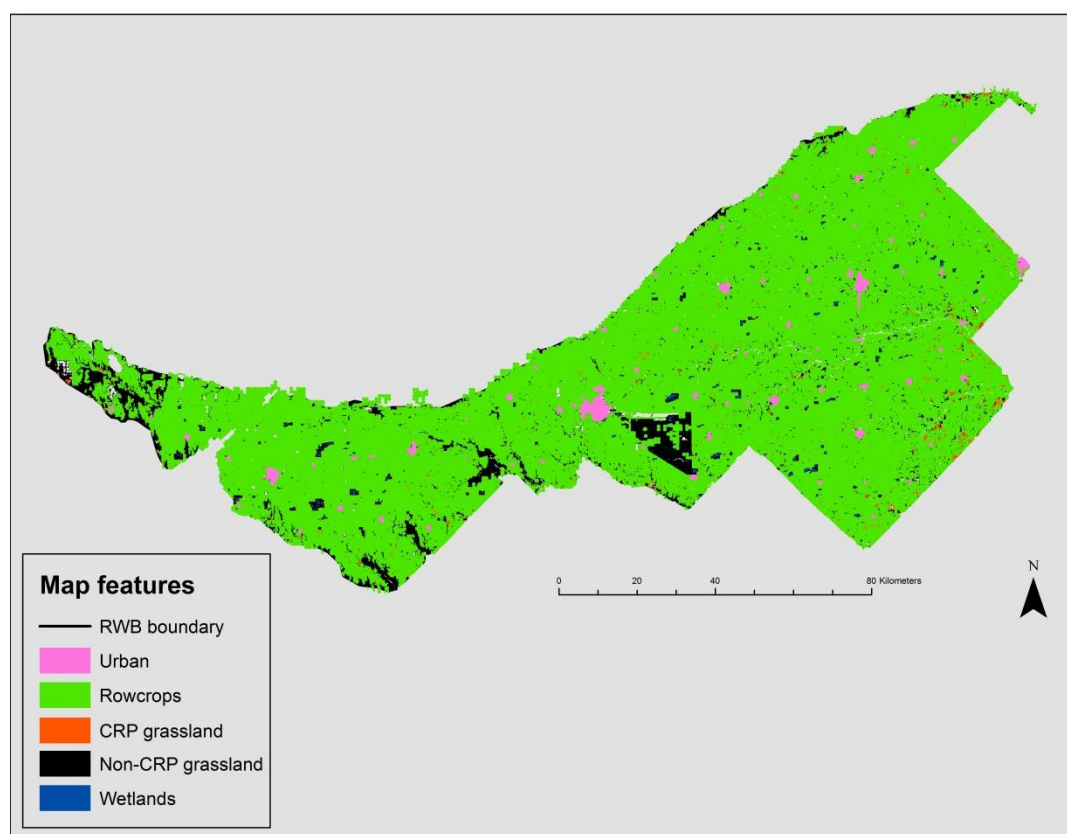 N
0 20 40 80 Kilometers
Map features
RWB boundary
Urban
Rowcrops
CRP grassland
Non-CRP grassland
Wetlands